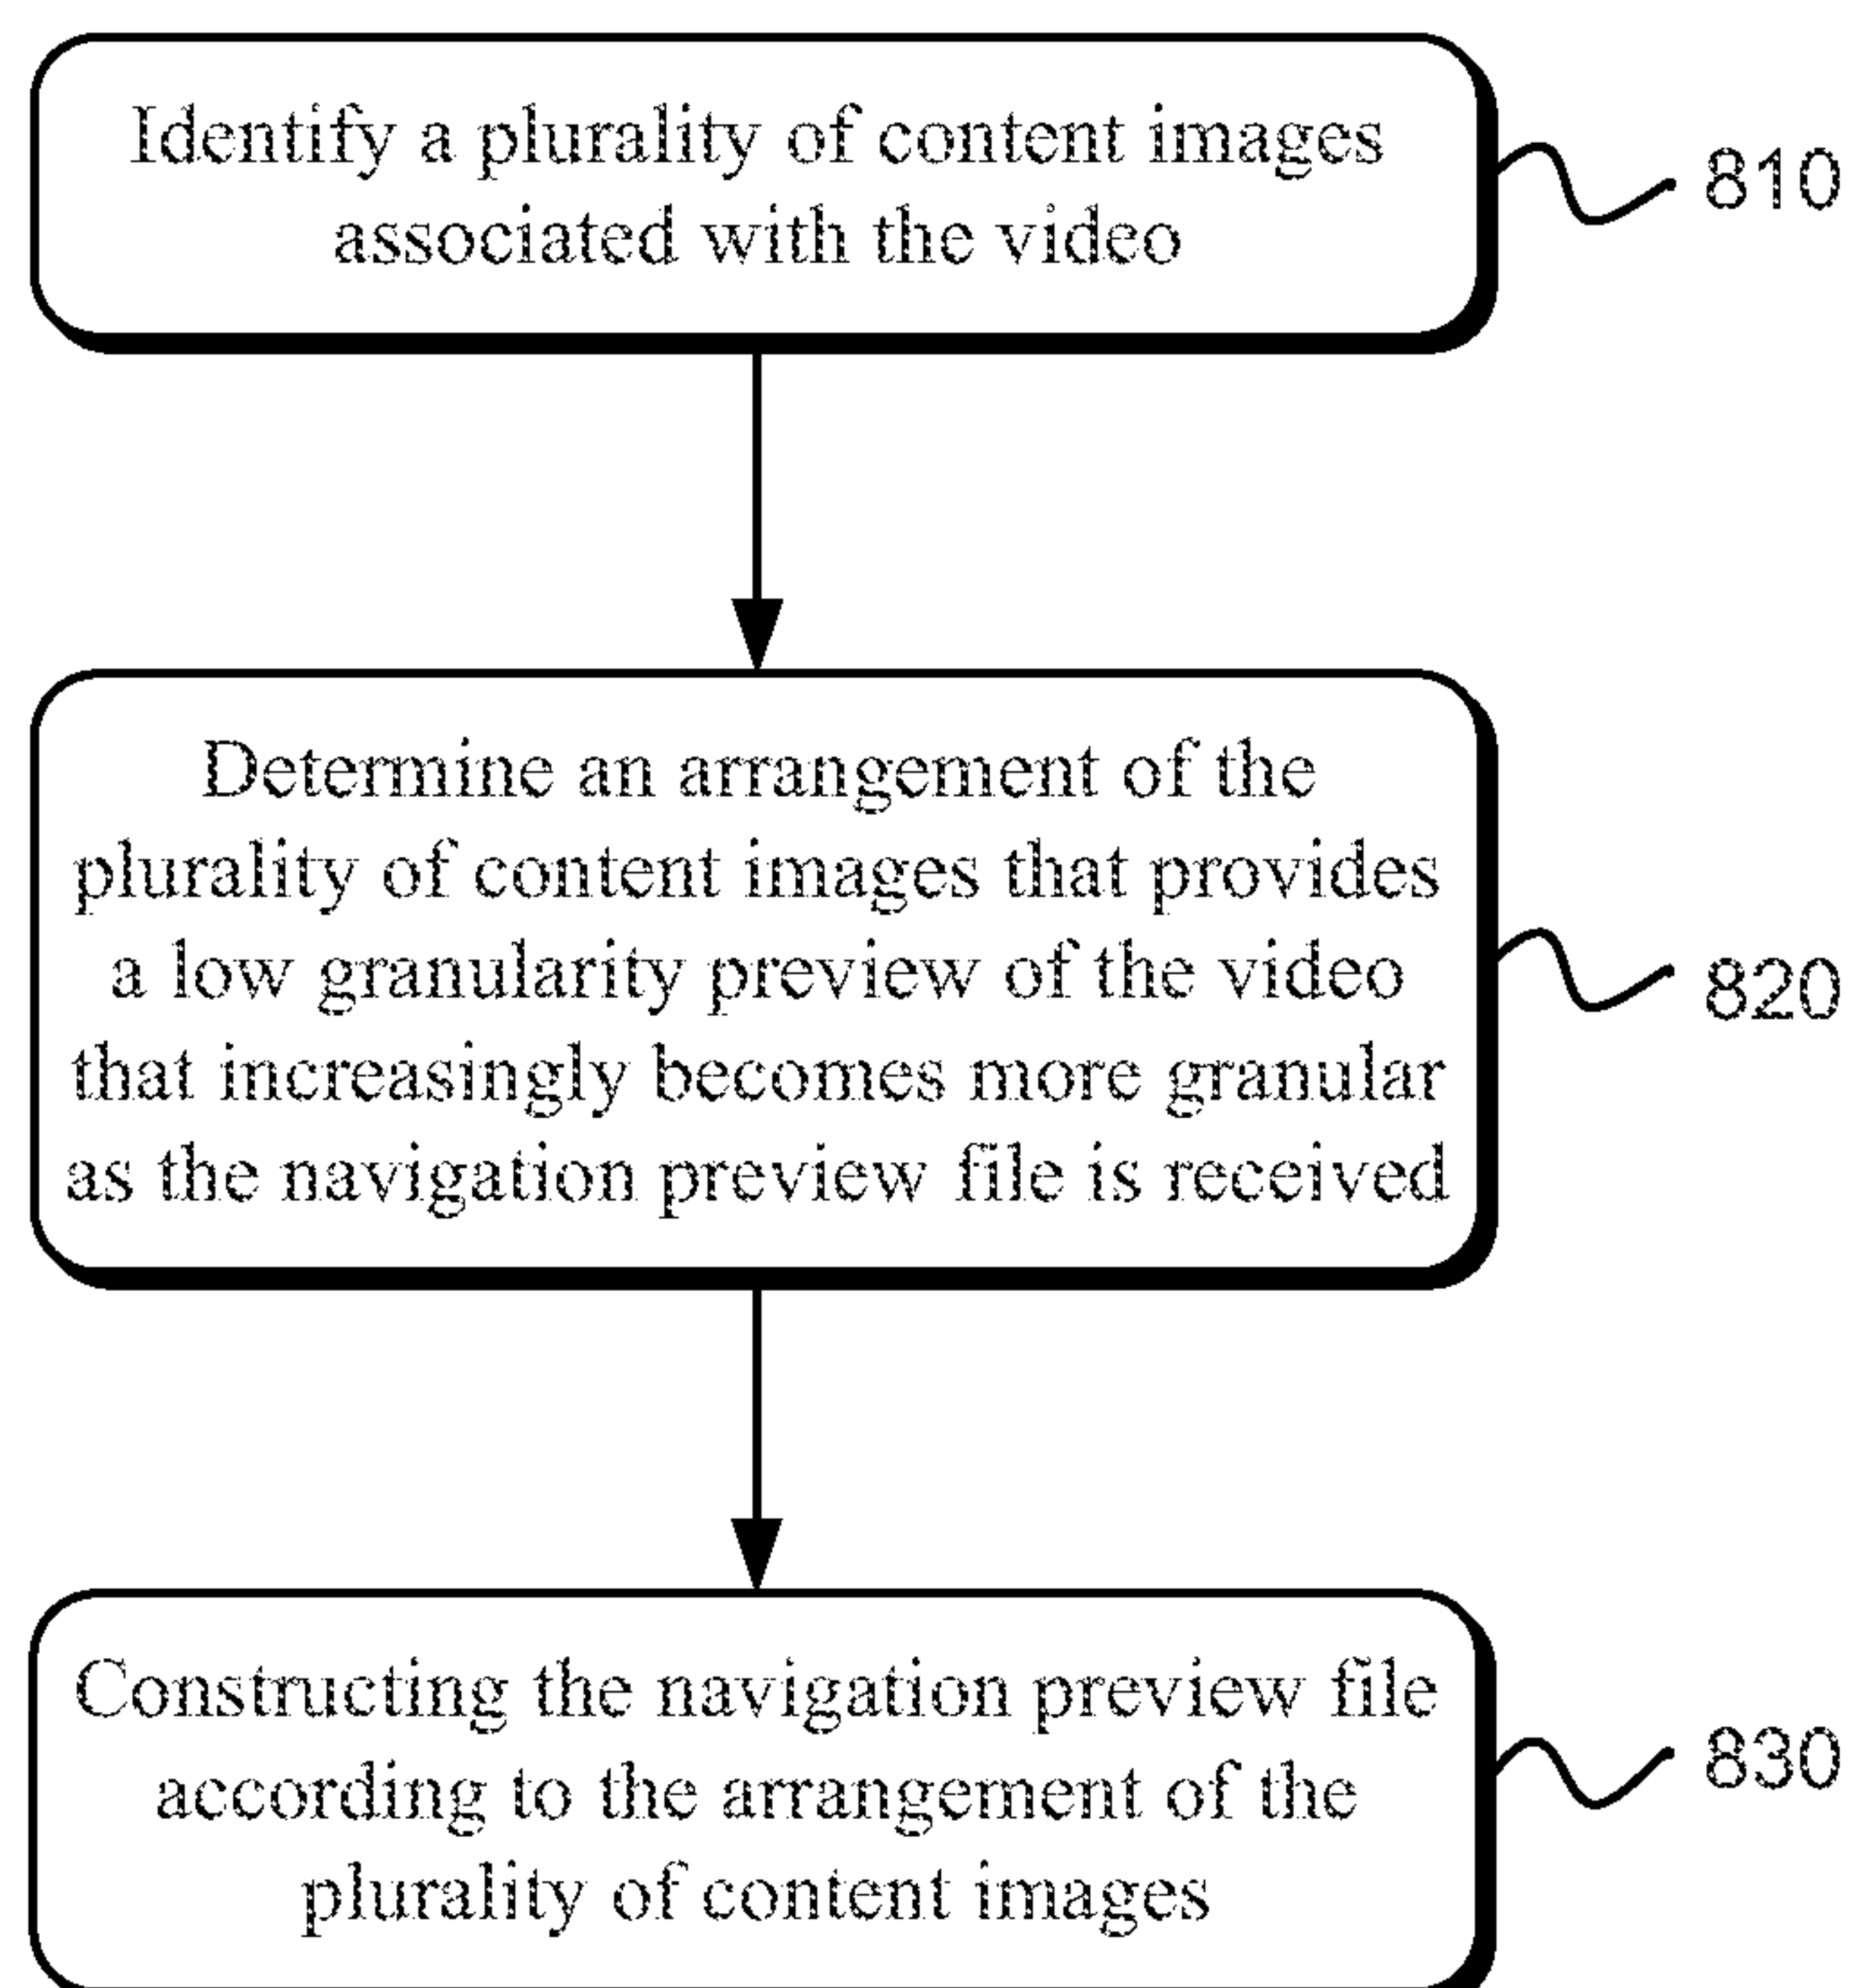 Identify a plurality of content images
associated with the video
810
Determine an arrangement of the
plurality of content images that provides
a low granularity preview of the video
that increasingly becomes more granular
as the navigation preview file is received
820
Constructing the navigation preview file
according to the arrangement of the
plurality of content images
830